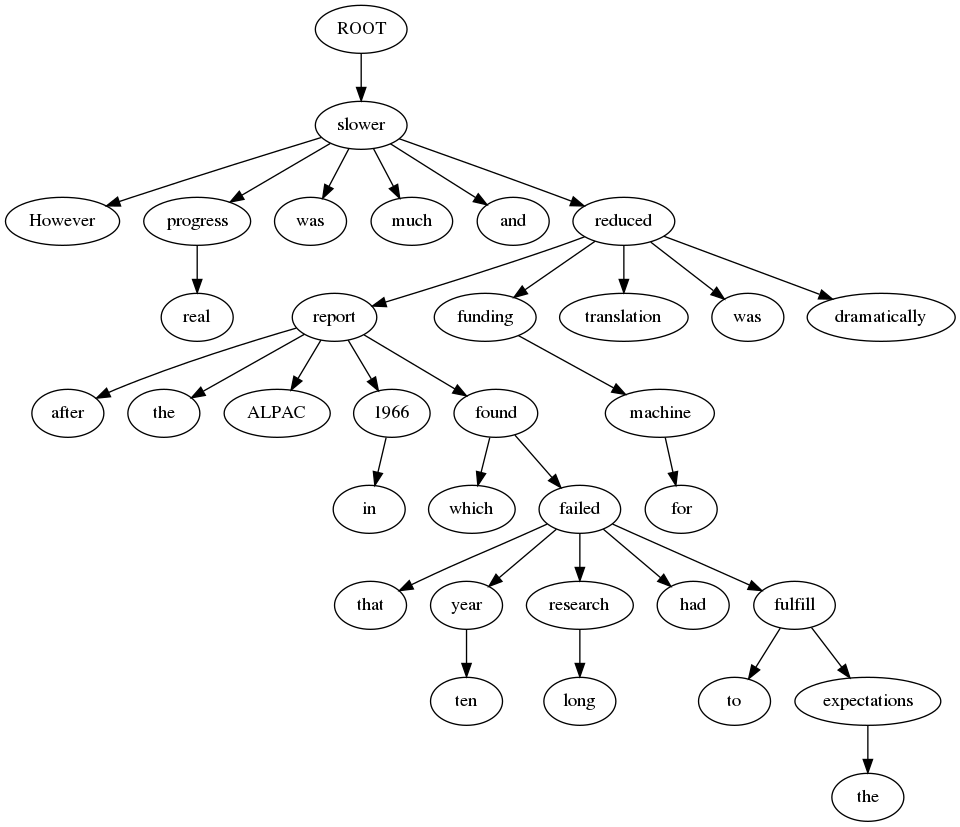 ROOT
slower
However progress was much and reduced
real report funding translation was dramatically
after the ALPAC 1966 found machine
in which failed for
that year research had fulfill
ten long to expectations
the